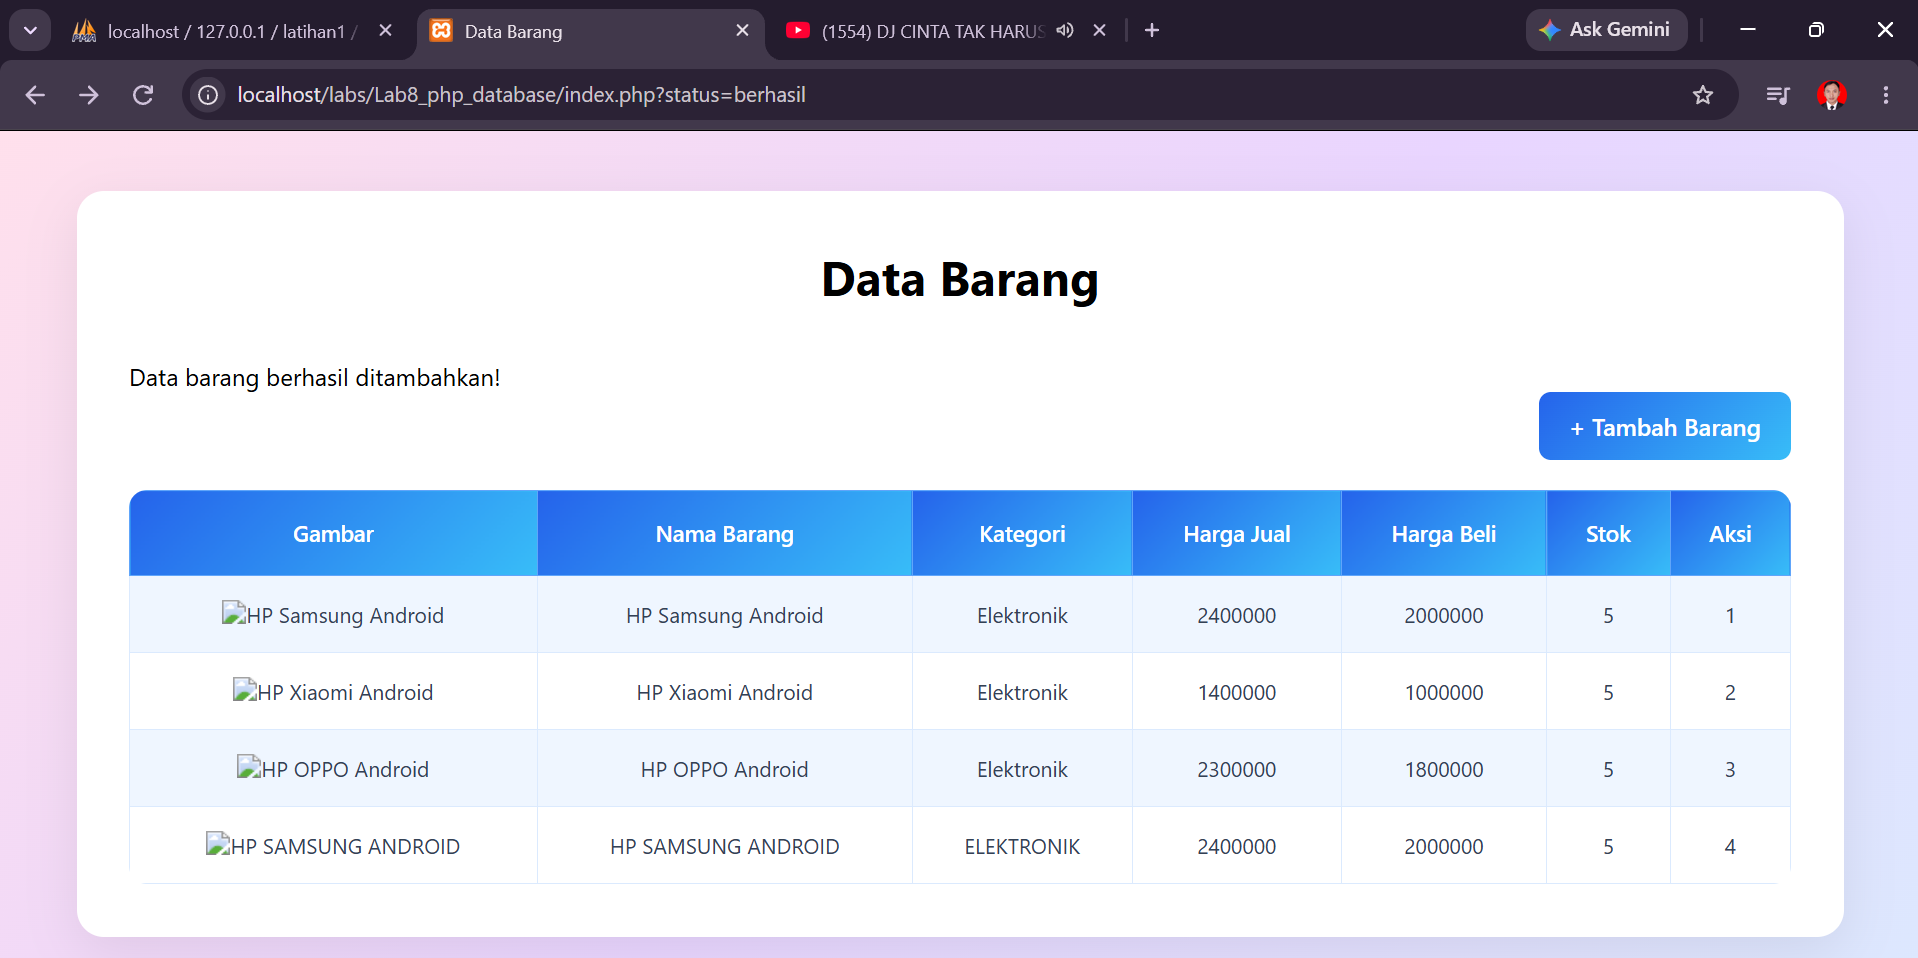 localhost / 127.0.0.1 / latihan1 /
Data Barang
(1554) DJ CINTA TAK HARUS
Ask Gemini
localhost/labs/Lab8_php_database/index.php?status=berhasil
Data Barang
Data barang berhasil ditambahkan!
+ Tambah Barang
Gambar Nama Barang Kategori Harga Jual Harga Beli Stok Aksi
HP Samsung Android HP Samsung Android Elektronik 2400000 2000000 5 1
HP Xiaomi Android HP Xiaomi Android Elektronik 1400000 1000000 5 2
HP OPPO Android HP OPPO Android Elektronik 2300000 1800000 5 3
HP SAMSUNG ANDROID HP SAMSUNG ANDROID ELEKTRONIK 2400000 2000000 5 4